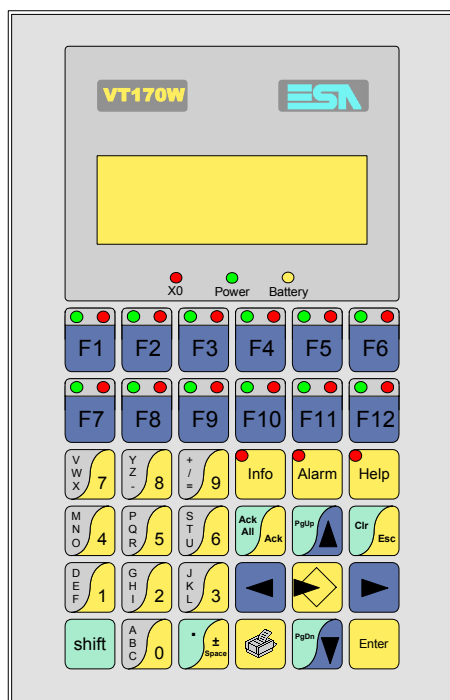 VT170W ESA
X0 Power Battery
F1 F2 F3 F4 F5 F6
F7 F8 F9 F10 F11 F12
V W X 7 Y Z - 8 + / = 9 Info Alarm Help
M N O 4 P Q R 5 S T U 6 Ack All Ack PgUp Clr Esc
D E F 1 G H I 2 J K L 3
shift A B C 0 . ± Space PgDn Enter